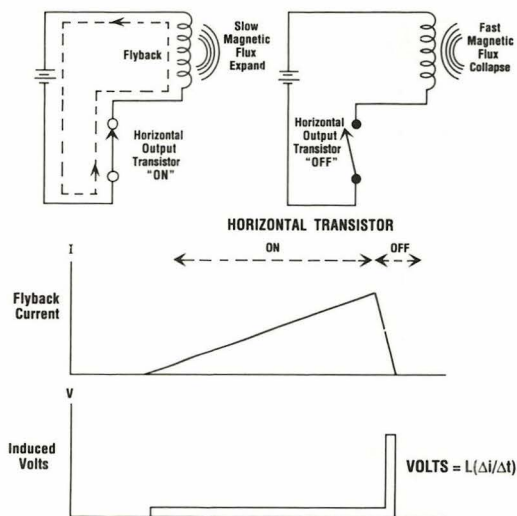 Slow
Magnetic
Flux
Expand
Flyback
Horizontal
Output
Transistor
"ON"
Fast
Magnetic
Flux
Collapse
Horizontal
Output
Transistor
"OFF"
HORIZONTAL TRANSISTOR
ON
OFF
I
Flyback
Current
V
Induced
Volts
VOLTS = L(Δi/Δt)